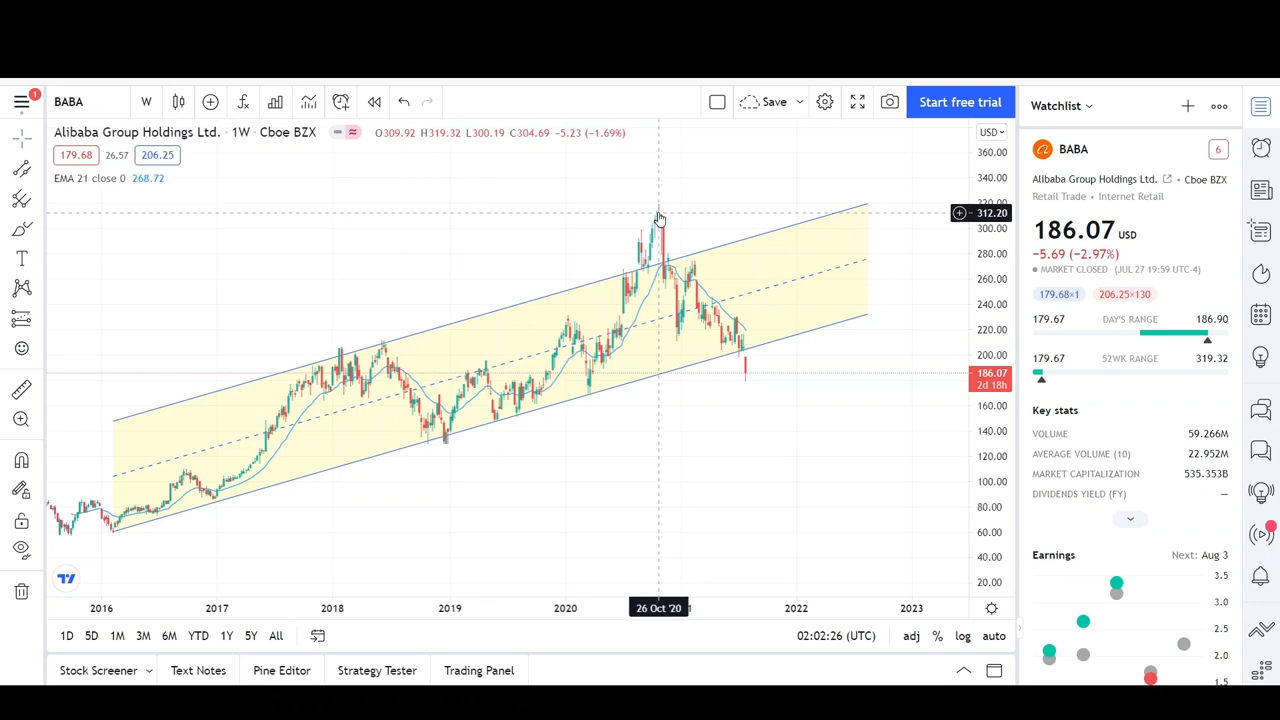 1
BABA
W
Save
Start free trial
Alibaba Group Holdings Ltd. · 1W · Cboe BZX
O309.92 H319.32 L300.19 C304.69 -5.23 (-1.69%)
179.68 26.57 206.25
EMA 21 close 0 268.72
USD
360.00
340.00
320.00
312.20
300.00
280.00
260.00
240.00
220.00
200.00
186.07
2d 18h
160.00
140.00
120.00
100.00
80.00
60.00
40.00
20.00
2016 2017 2018 2019 2020 26 Oct '20 2022 2023
1D 5D 1M 3M 6M YTD 1Y 5Y All
02:02:26 (UTC) adj % log auto
Stock Screener Text Notes Pine Editor Strategy Tester Trading Panel
Watchlist
BABA 6
Alibaba Group Holdings Ltd. • Cboe BZX
Retail Trade • Internet Retail
186.07 USD
-5.69 (-2.97%)
MARKET CLOSED (JUL 27 19:59 UTC-4)
179.68×1 206.25×130
179.67 DAY'S RANGE 186.90
179.67 52WK RANGE 319.32
Key stats
VOLUME 59.266M
AVERAGE VOLUME (10) 22.952M
MARKET CAPITALIZATION 535.353B
DIVIDENDS YIELD (FY) —
Earnings Next: Aug 3
3.5
3.0
2.5
2.0
1.5